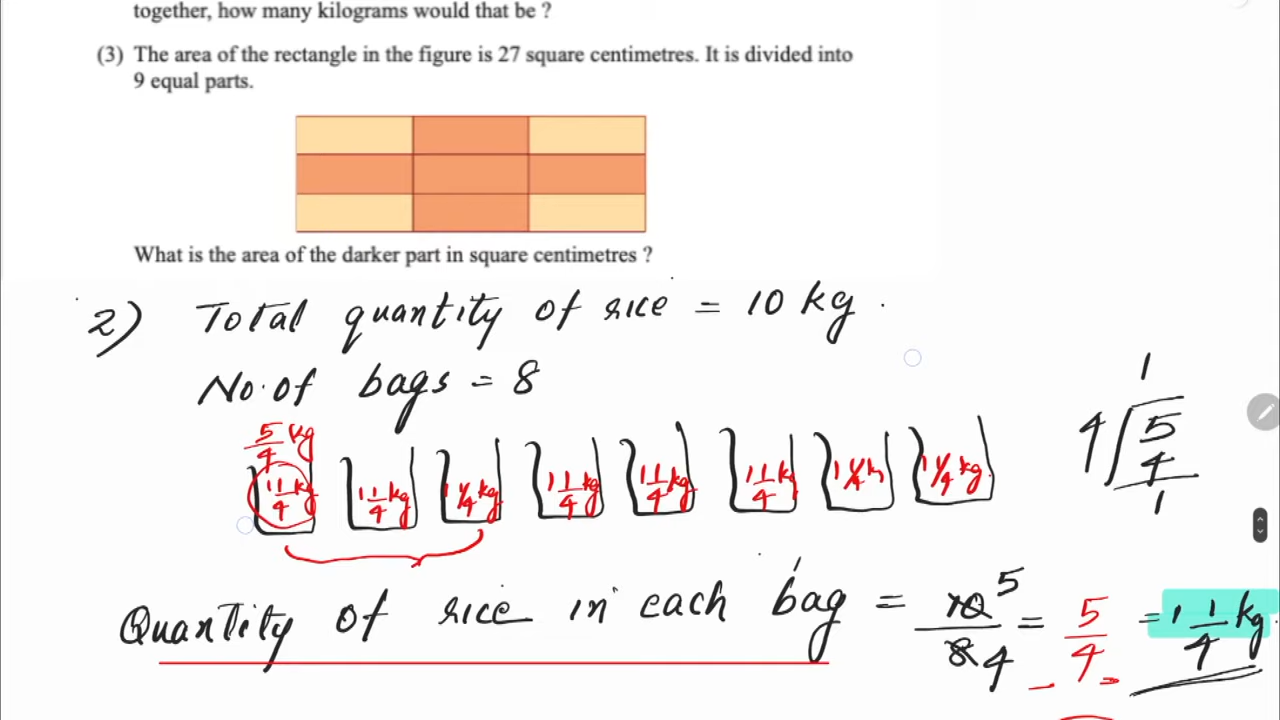 together, how many kilograms would that be ?
(3) The area of the rectangle in the figure is 27 square centimetres. It is divided into
9 equal parts.
What is the area of the darker part in square centimetres ?
2) Total quantity of rice = 10 kg.
No. of bags = 8
1
4 5
4
1
5/4 kg
1 1/4 kg 1 1/4 kg 1 1/4 kg 1 1/4 kg 1 1/4 kg 1 1/4 k 1 1/4 k 1 1/4 kg
Quantity of rice in each bag = 10/8 5/4 = 5/4 = 1 1/4 kg.